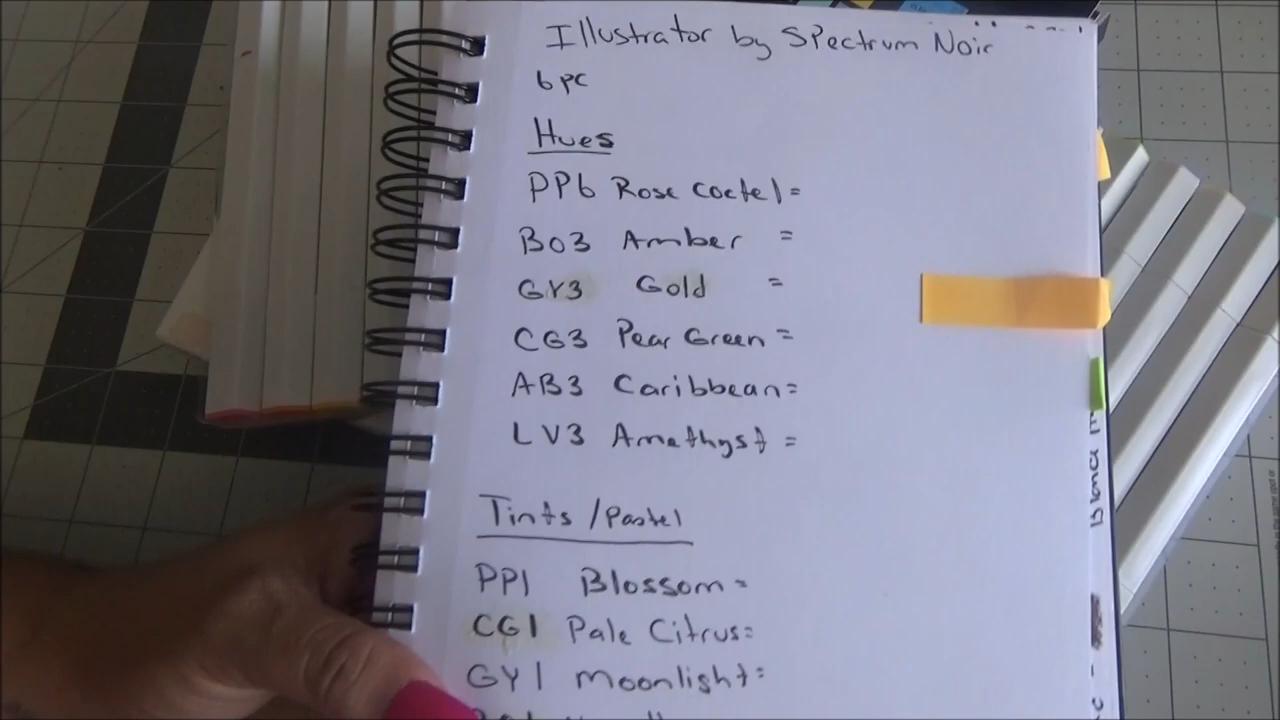 Illustrator by Spectrum Noir
6pc
Hues
PP6 Rose Coctel=
BO3 Amber =
GY3 Gold =
CG3 Pear Green =
AB3 Caribbean=
LV3 Amethyst =
Tints /Pastel
PP1 Blossom=
CG1 Pale Citrus=
GY1 Moonlight=